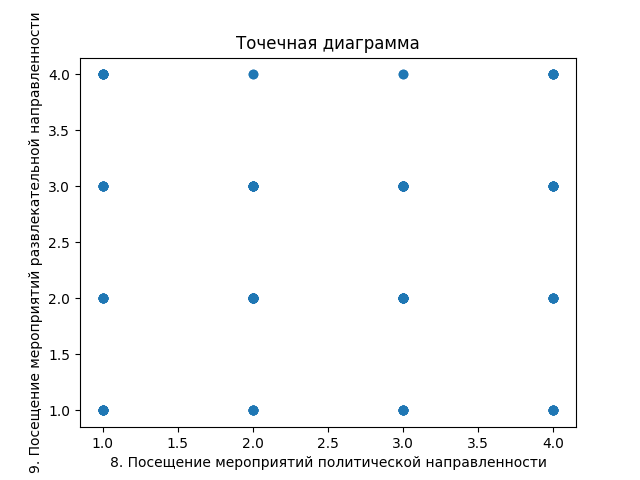 Точечная диаграмма
9. Посещение мероприятий развлекательной направленности
4.0
3.5
3.0
2.5
2.0
1.5
1.0
1.0 1.5 2.0 2.5 3.0 3.5 4.0
8. Посещение мероприятий политической направленности